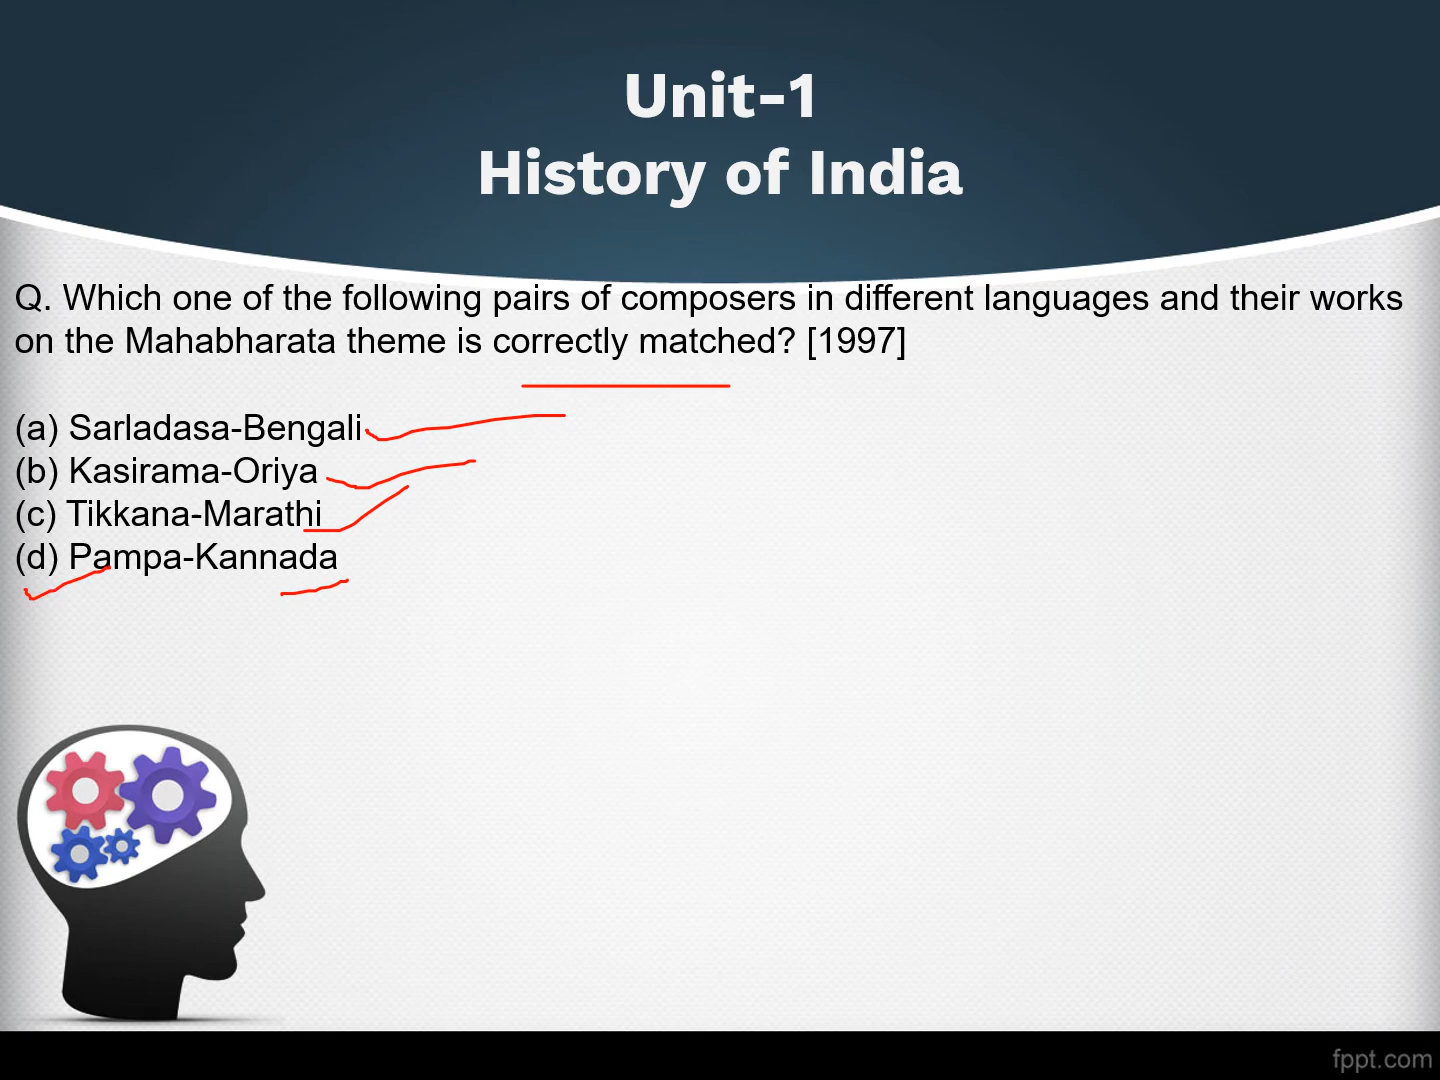 Unit-1
History of India
Q. Which one of the following pairs of composers in different languages and their works
on the Mahabharata theme is correctly matched? [1997]
(a) Sarladasa-Bengali
(b) Kasirama-Oriya
(c) Tikkana-Marathi
(d) Pampa-Kannada
fppt.com